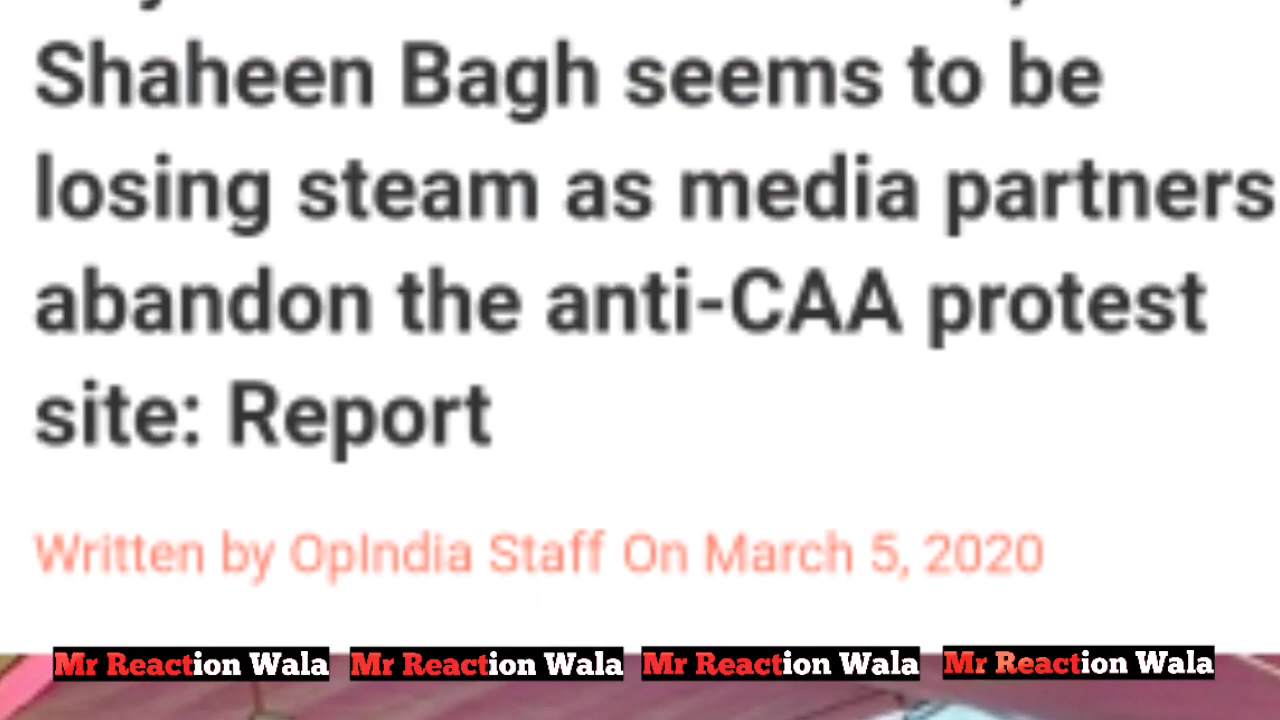 Shaheen Bagh seems to be
losing steam as media partners
abandon the anti-CAA protest
site: Report
Written by OpIndia Staff On March 5, 2020
Mr Reaction Wala Mr Reaction Wala Mr Reaction Wala Mr Reaction Wala